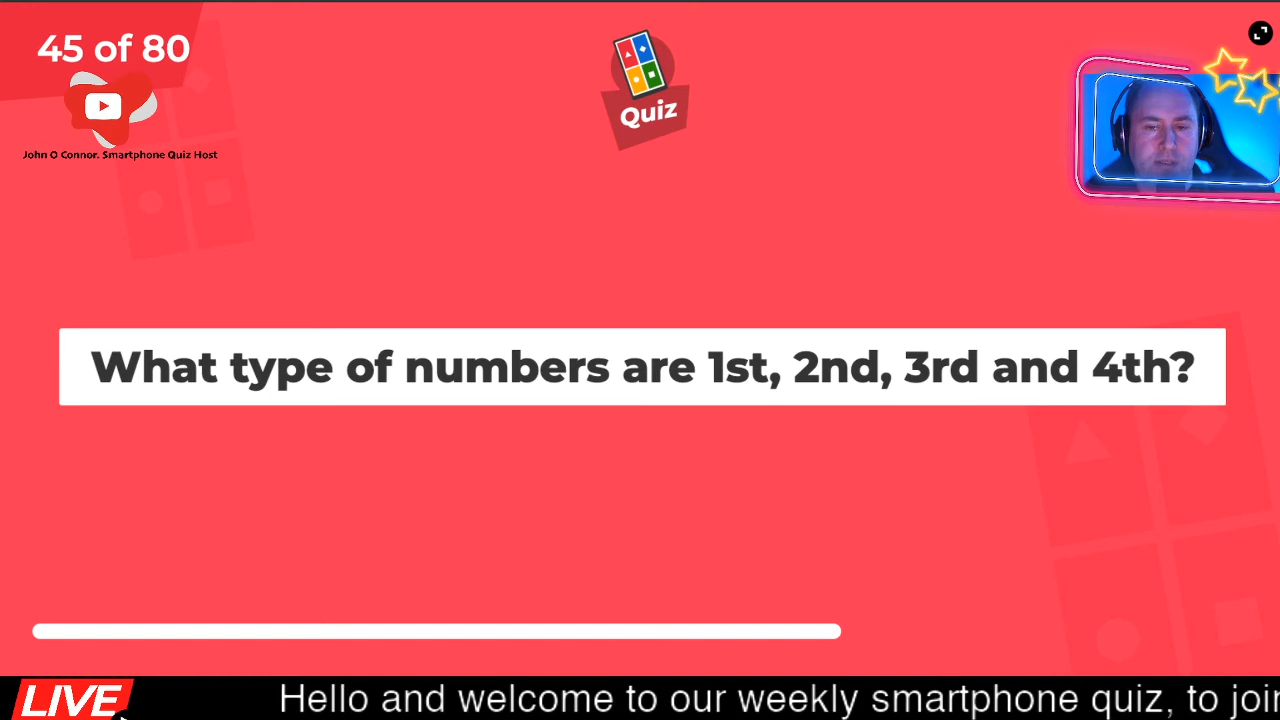 45 of 80
Quiz
John O Connor. Smartphone Quiz Host
What type of numbers are 1st, 2nd, 3rd and 4th?
LIVE
Hello and welcome to our weekly smartphone quiz, to joi